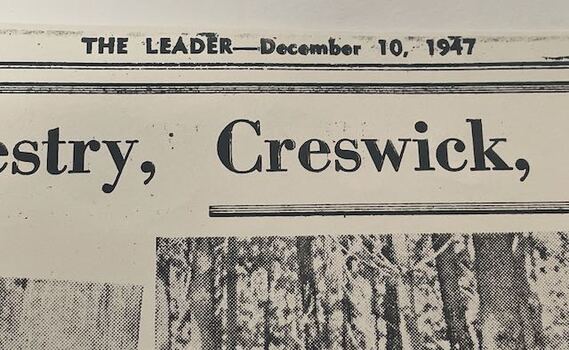 THE LEADER—December 10, 1947
estry, Creswick,